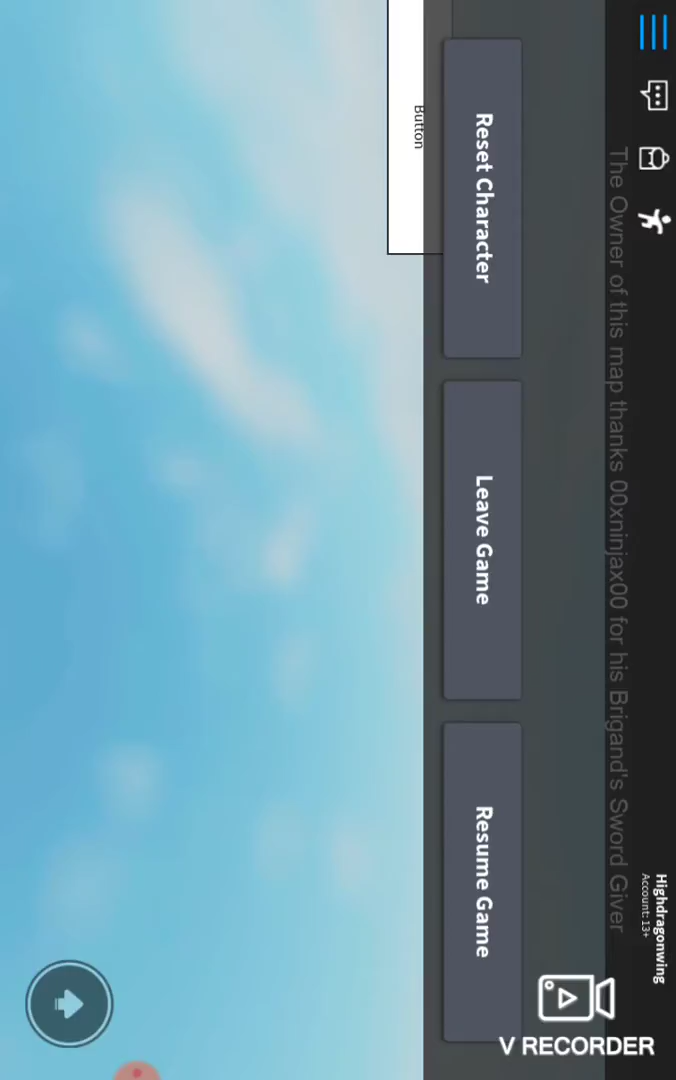 Highdragonwing
Account: 13+
The Owner of this map thanks 00xninjax00 for his Brigand's Sword Giver
Reset Character
Leave Game
Resume Game
Button
V RECORDER